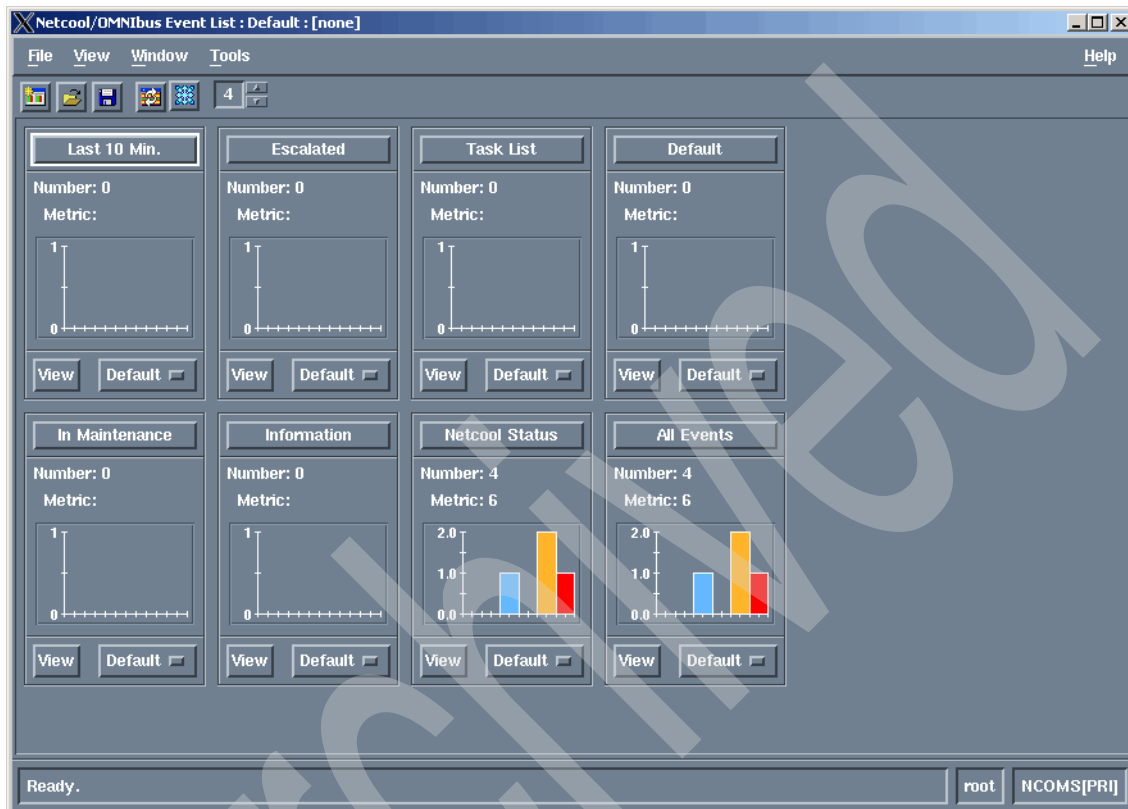 Netcool/OMNIbus Event List : Default : [none]
File View Window Tools Help
4
Last 10 Min. Escalated Task List Default
Number: 0 Number: 0 Number: 0 Number: 0
Metric: Metric: Metric: Metric:
1 1 1 1
0 0 0 0
View Default View Default View Default View Default
In Maintenance Information Netcool Status All Events
Number: 0 Number: 0 Number: 4 Number: 4
Metric: Metric: Metric: 6 Metric: 6
1 1 2.0 2.0
1.0 1.0
0 0 0.0 0.0
View Default View Default View Default View Default
Ready. root NCOMS[PRI]